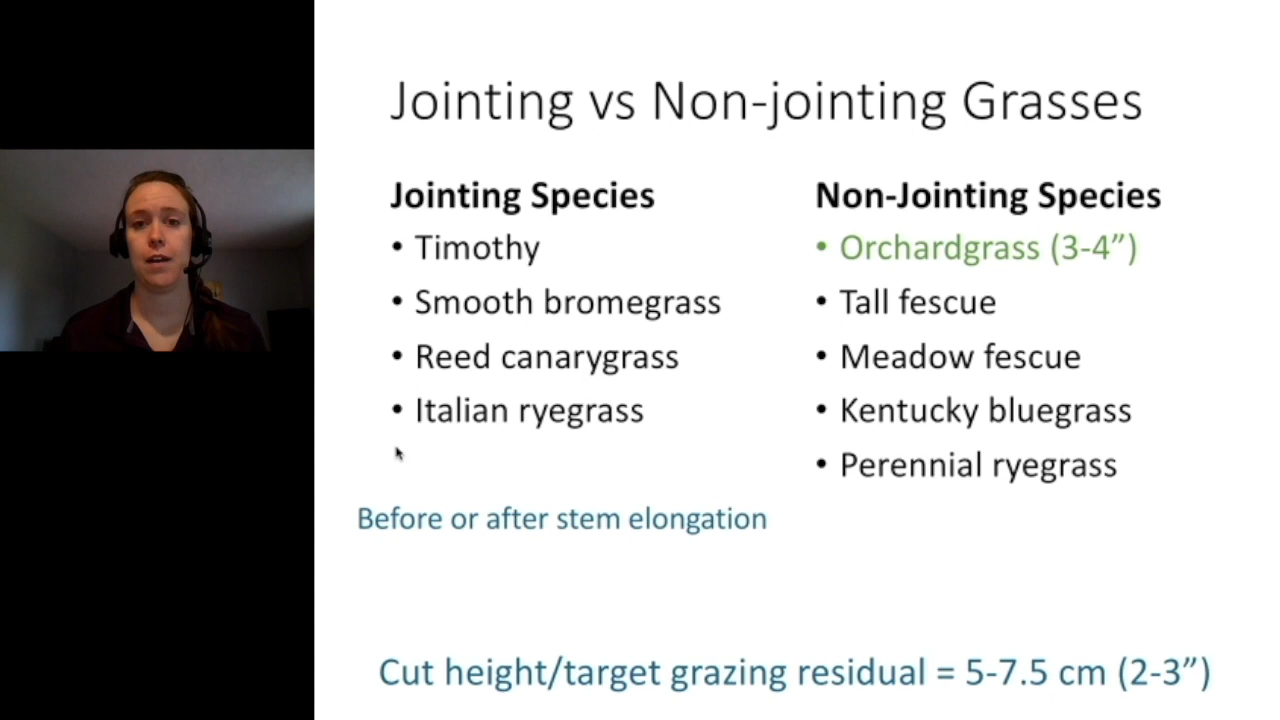 Jointing vs Non-jointing Grasses
Jointing Species
• Timothy
• Smooth bromegrass
• Reed canarygrass
• Italian ryegrass
Before or after stem elongation
Non-Jointing Species
• Orchardgrass (3-4”)
• Tall fescue
• Meadow fescue
• Kentucky bluegrass
• Perennial ryegrass
Cut height/target grazing residual = 5-7.5 cm (2-3”)